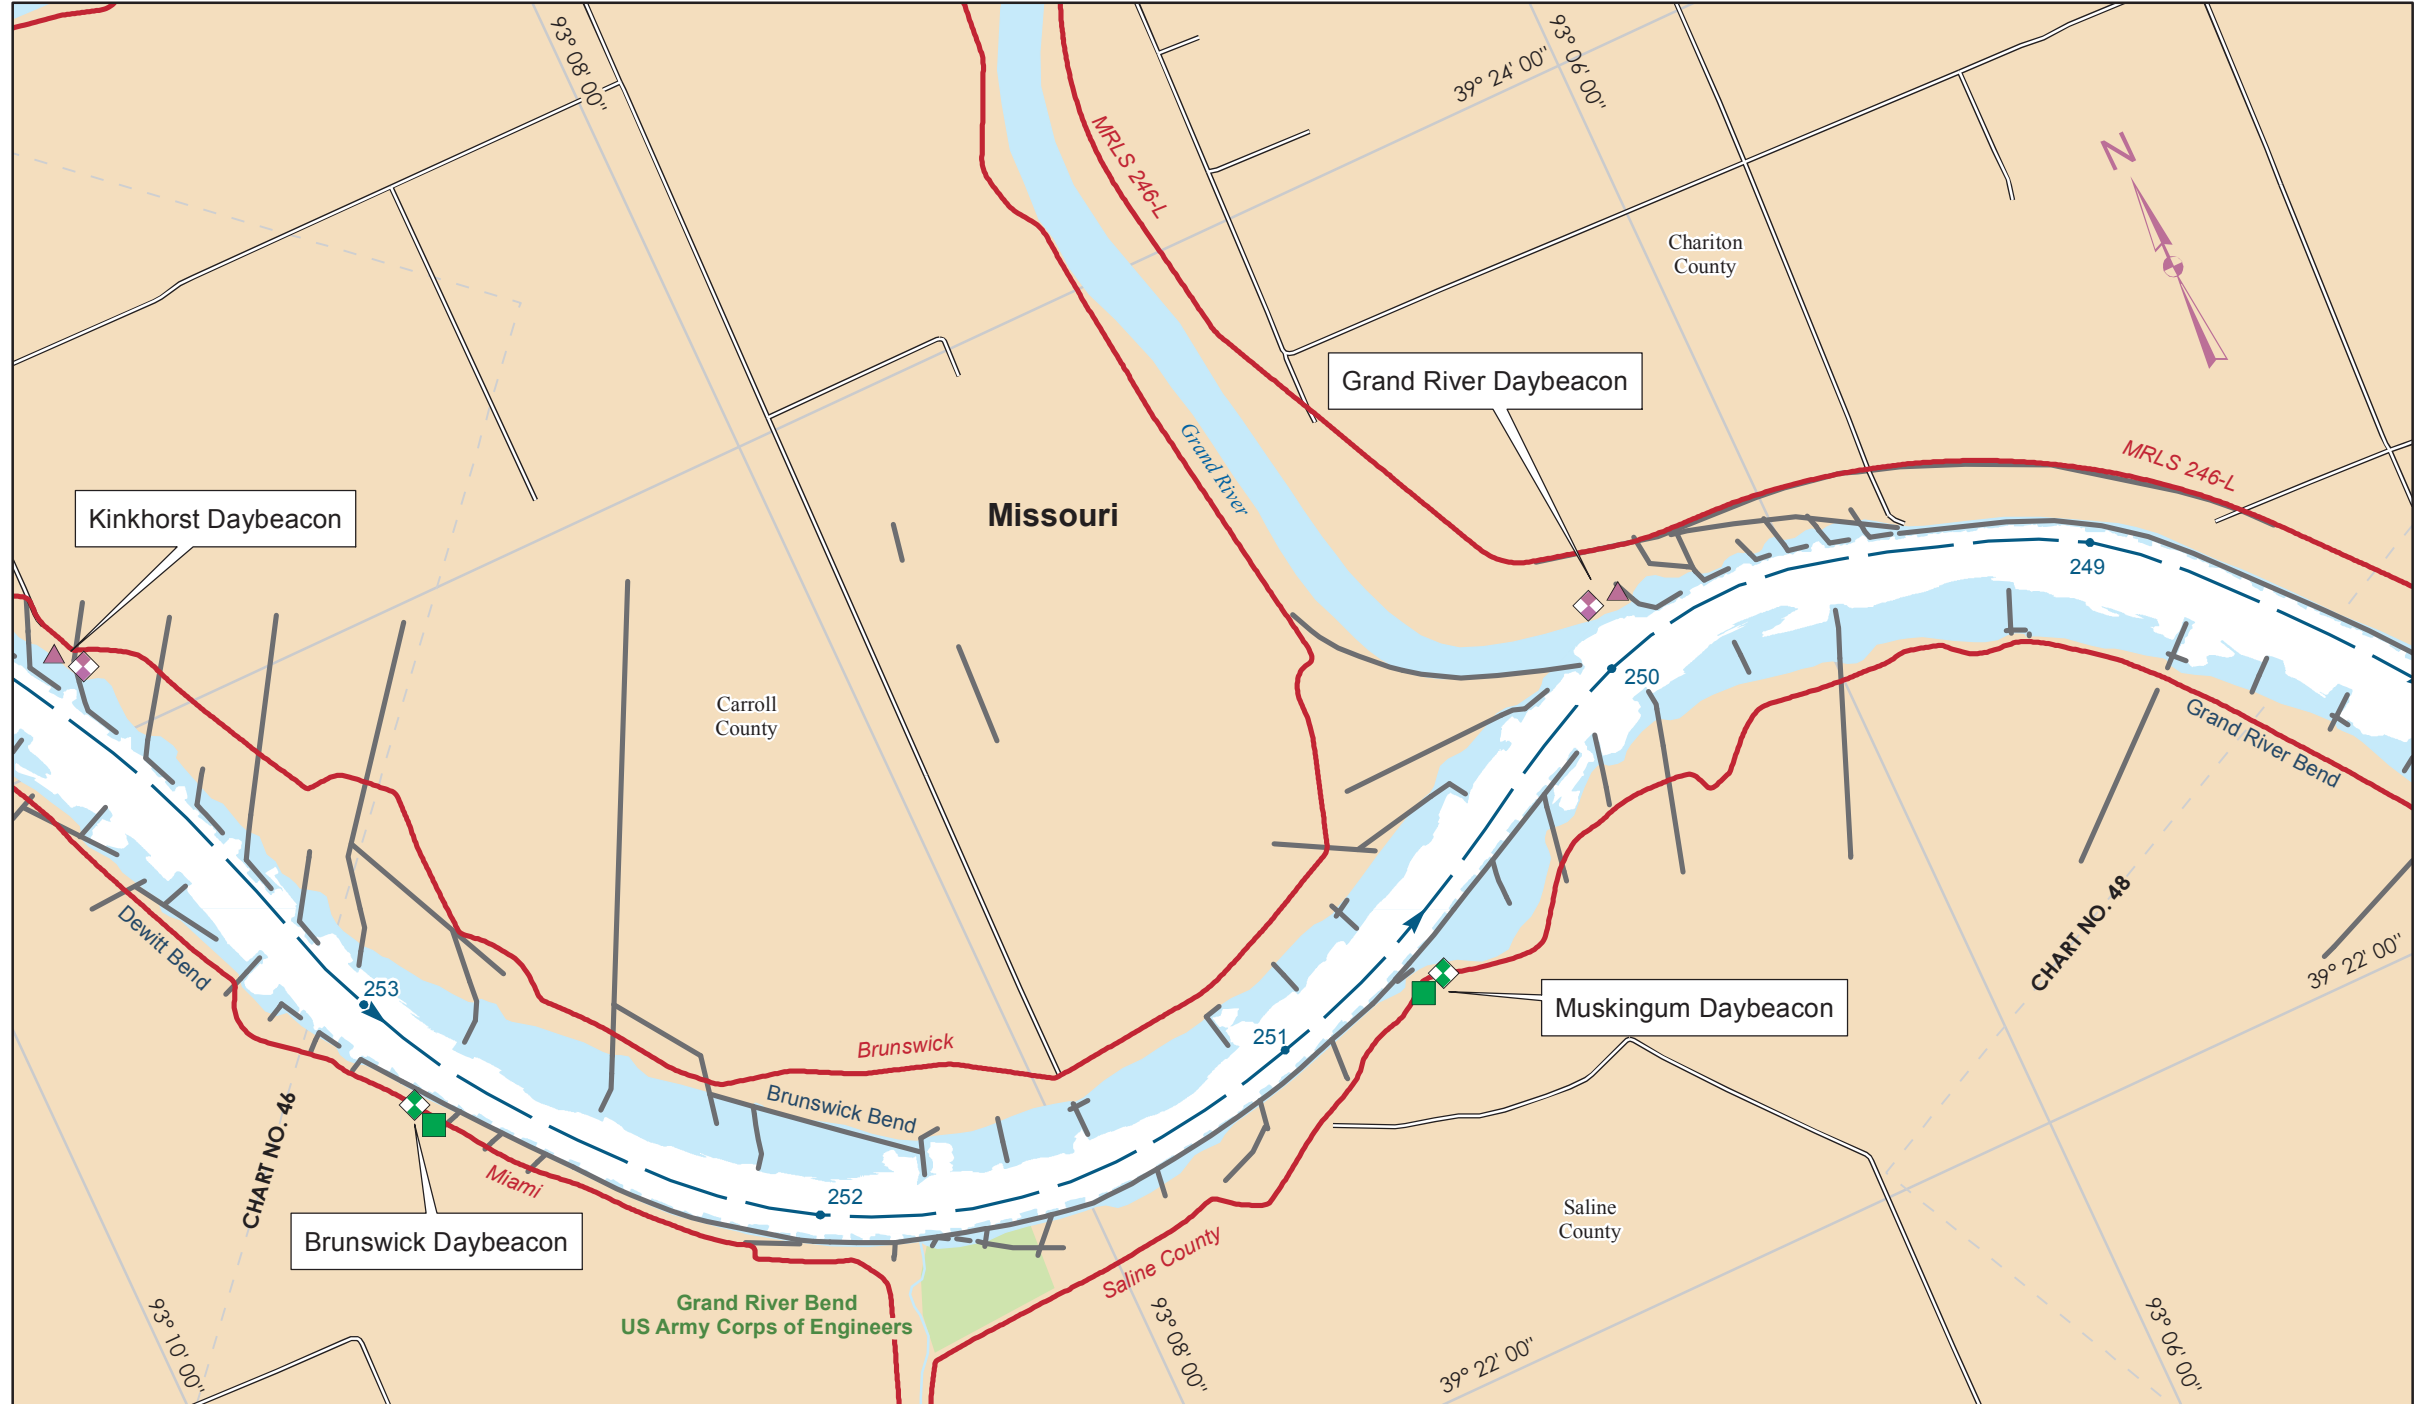 93° 08' 00"
93° 06' 00"
39° 24' 00"
MRLS 246-L
N
Chariton
County
Grand River Daybeacon
Grand River
MRLS 246-L
Kinkhorst Daybeacon
Missouri
249
250
Carroll
County
Grand River Bend
CHART NO. 48
Dewitt Bend
39° 22' 00"
253
Muskingum Daybeacon
251
Brunswick
Brunswick Bend
CHART NO. 46
Miami
252
Saline
County
Brunswick Daybeacon
Saline County
Grand River Bend
US Army Corps of Engineers
93° 10' 00"
93° 08' 00"
39° 22' 00"
93° 06' 00"